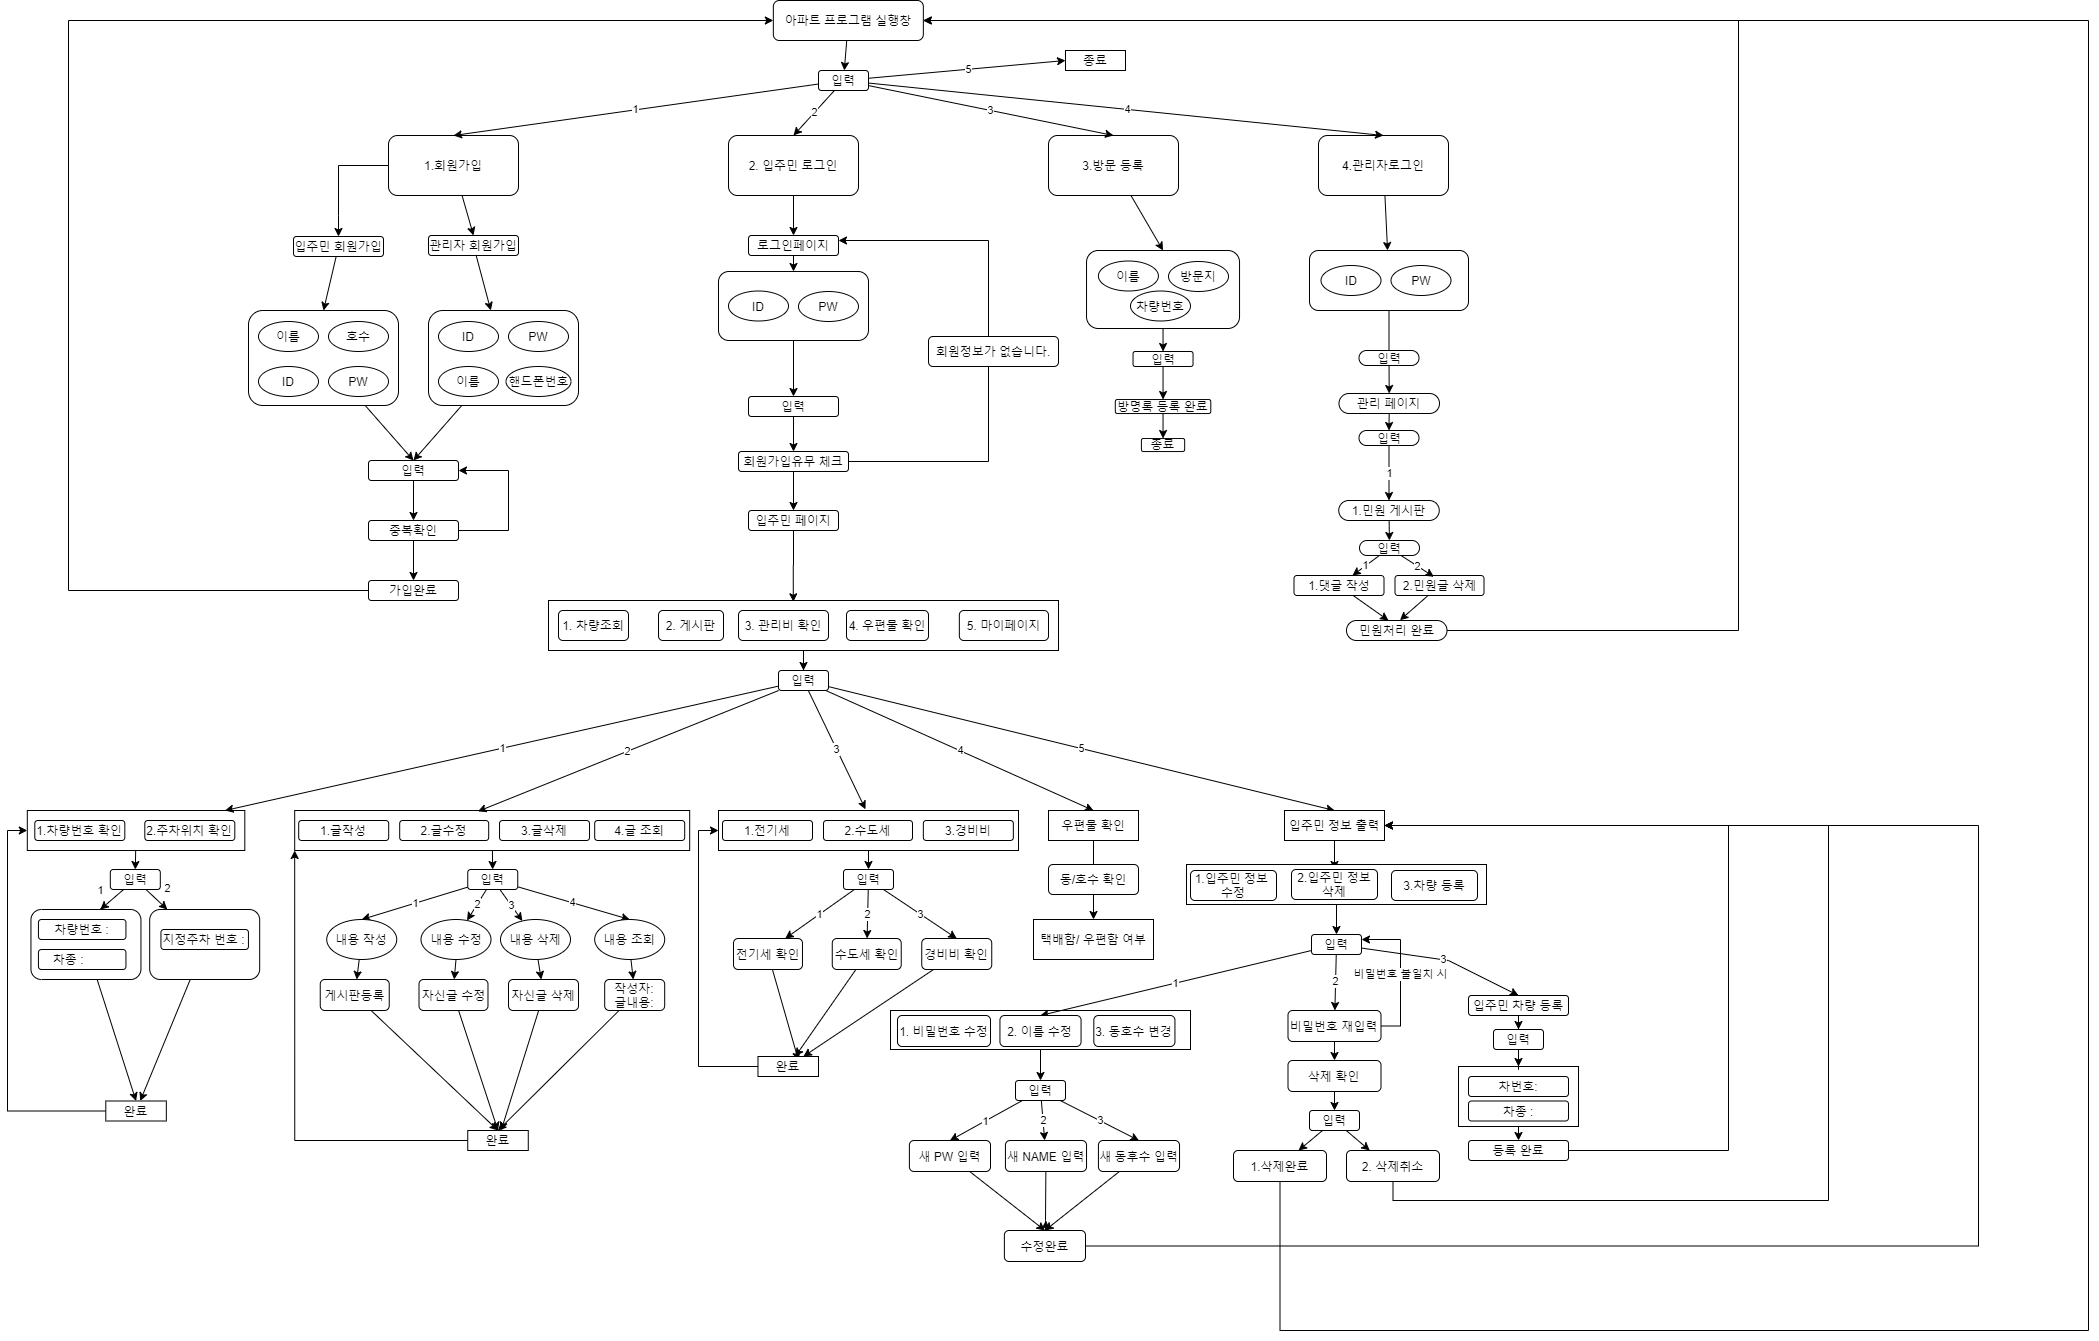 아파트 프로그램 실행창
입력
5
종료
1
2
3
4
1.회원가입
2. 입주민 로그인
3.방문 등록
4.관리자로그인
입주민 회원가입
관리자 회원가입
이름
호수
ID
PW
ID
PW
이름
핸드폰번호
입력
중복확인
가입완료
로그인페이지
ID
PW
회원정보가 없습니다.
입력
회원가입유무 체크
입주민 페이지
이름
방문지
차량번호
입력
방명록 등록 완료
종료
ID
PW
입력
관리 페이지
입력
1
1.민원 게시판
입력
1
2
1.댓글 작성
2.민원글 삭제
민원처리 완료
1. 차량조회
2. 게시판
3. 관리비 확인
4. 우편물 확인
5. 마이페이지
입력
1
2
3
4
5
1.차량번호 확인
2.주차위치 확인
입력
1
2
차량번호 :
차종 :
지정주차 번호 :
완료
1.글작성
2.글수정
3.글삭제
4.글 조회
입력
1
2
3
4
내용 작성
내용 수정
내용 삭제
내용 조회
게시판등록
자신글 수정
자신글 삭제
작성자:
글내용:
완료
1.전기세
2.수도세
3.경비비
입력
1
2
3
전기세 확인
수도세 확인
경비비 확인
완료
우편물 확인
동/호수 확인
택배함/ 우편함 여부
입주민 정보 출력
1.입주민 정보
수정
2.입주민 정보
삭제
3.차량 등록
입력
1
2
3
비밀번호 불일치 시
1. 비밀번호 수정
2. 이름 수정
3. 동호수 변경
입력
1
2
3
새 PW 입력
새 NAME 입력
새 동후수 입력
수정완료
비밀번호 재입력
삭제 확인
입력
1.삭제완료
2. 삭제취소
입주민 차량 등록
입력
차번호:
차종 :
등록 완료